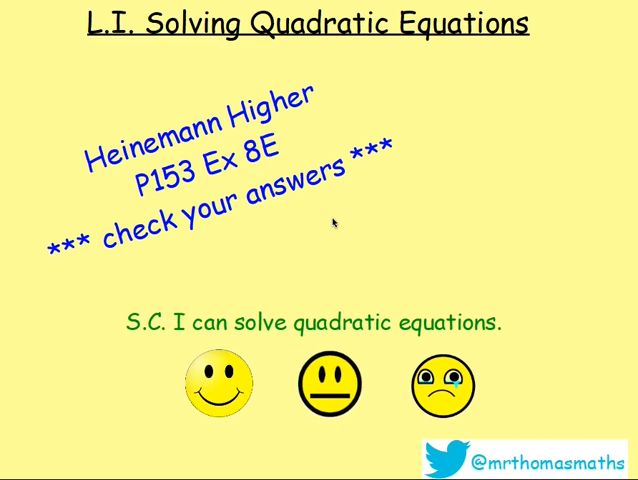 L.I. Solving Quadratic Equations
Heinemann Higher
P153 Ex 8E
*** check your answers ***
S.C. I can solve quadratic equations.
@mrthomasmaths